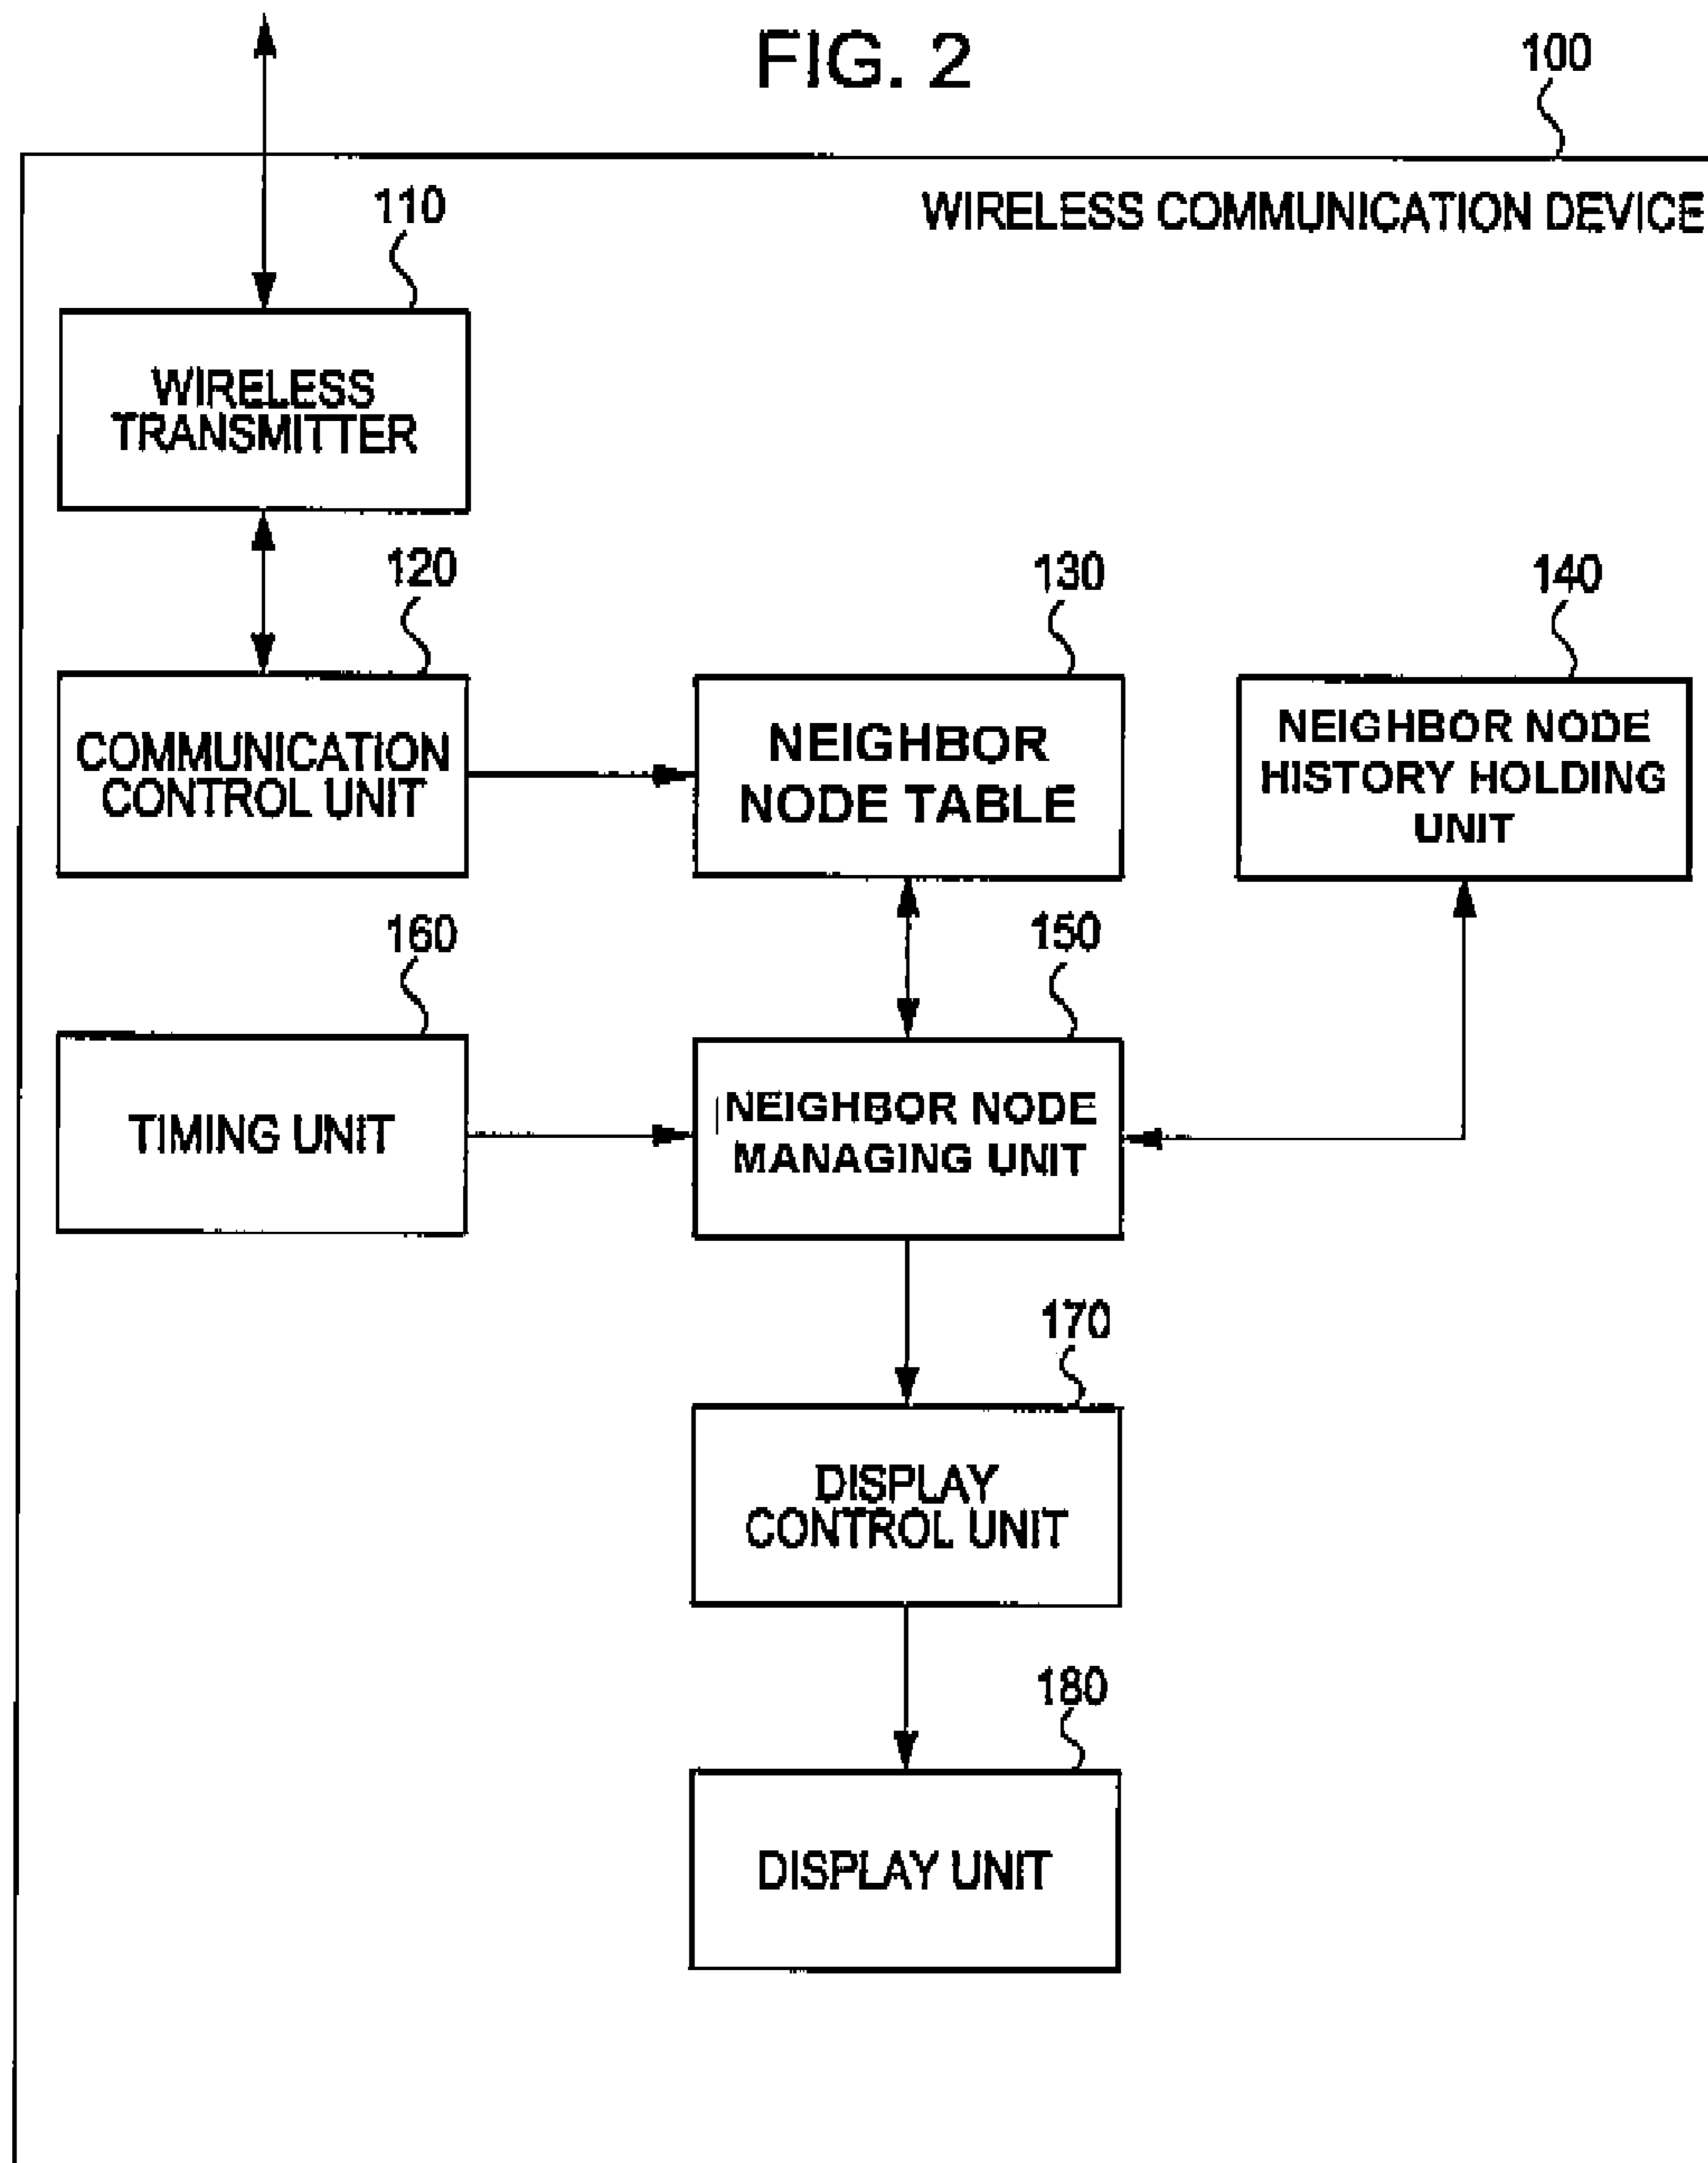 FIG. 2
100
WIRELESS COMMUNICATION DEVICE
110
WIRELESS
TRANSMITTER
120
130
140
COMMUNICATION
CONTROL UNIT
NEIGHBOR
NODE TABLE
NEIGHBOR NODE
HISTORY HOLDING
UNIT
160
150
TIMING UNIT
NEIGHBOR NODE
MANAGING UNIT
170
DISPLAY
CONTROL UNIT
180
DISPLAY UNIT